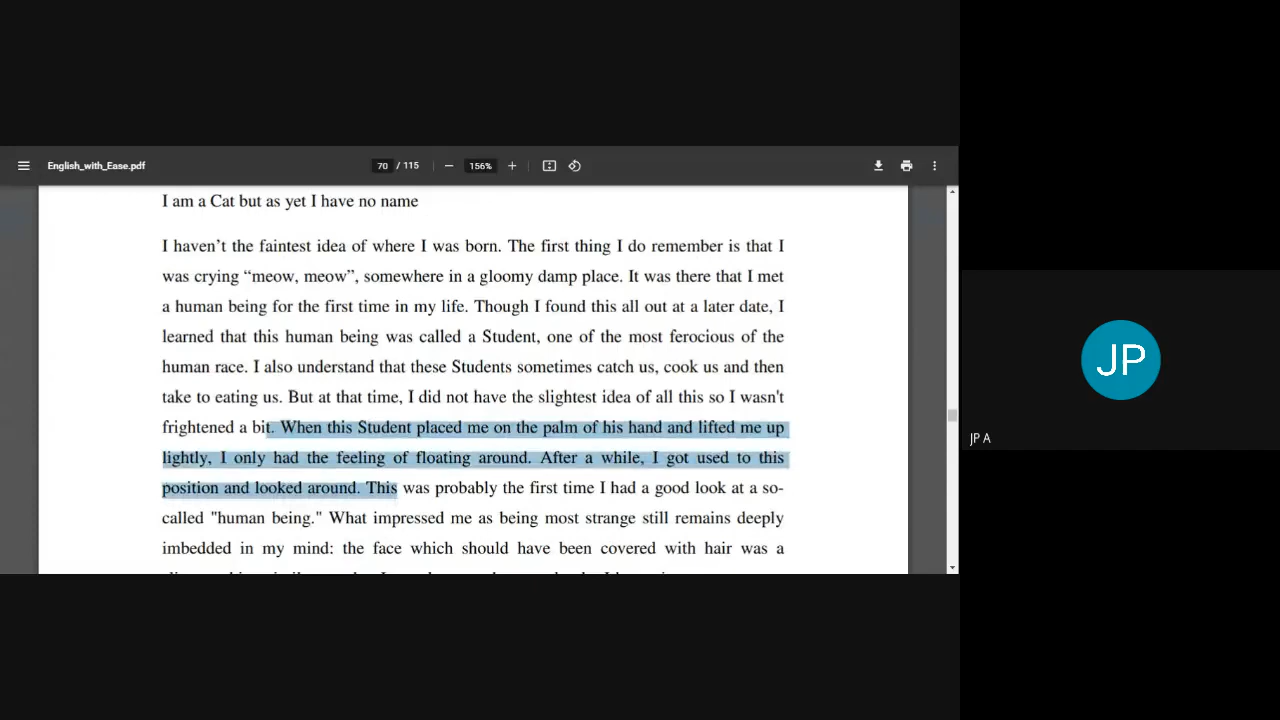 English_with_Ease.pdf
70 / 115
156%
I am a Cat but as yet I have no name
I haven’t the faintest idea of where I was born. The first thing I do remember is that I
was crying “meow, meow”, somewhere in a gloomy damp place. It was there that I met
a human being for the first time in my life. Though I found this all out at a later date, I
learned that this human being was called a Student, one of the most ferocious of the
human race. I also understand that these Students sometimes catch us, cook us and then
take to eating us. But at that time, I did not have the slightest idea of all this so I wasn't
frightened a bit. When this Student placed me on the palm of his hand and lifted me up
lightly, I only had the feeling of floating around. After a while, I got used to this
position and looked around. This was probably the first time I had a good look at a so-
called "human being." What impressed me as being most strange still remains deeply
imbedded in my mind: the face which should have been covered with hair was a
JP
JP A